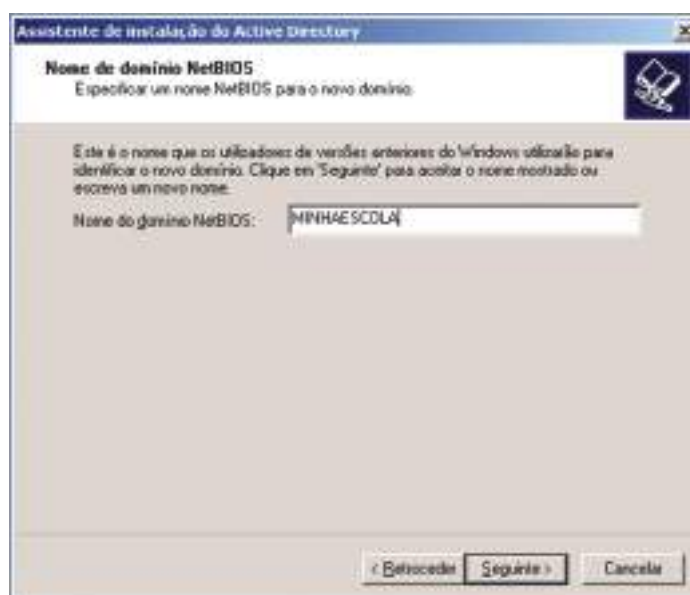 Assistente de instalação do Active Directory
Nome de domínio NetBIOS
Especificar um nome NetBIOS para o novo domínio.
Este é o nome que os utilizadores de versões anteriores do Windows utilizarão para
identificar o novo domínio. Clique em 'Seguinte' para aceitar o nome mostrado ou
escreva um novo nome.
Nome do domínio NetBIOS: MINHAESCOLA
< Retroceder Seguinte > Cancelar